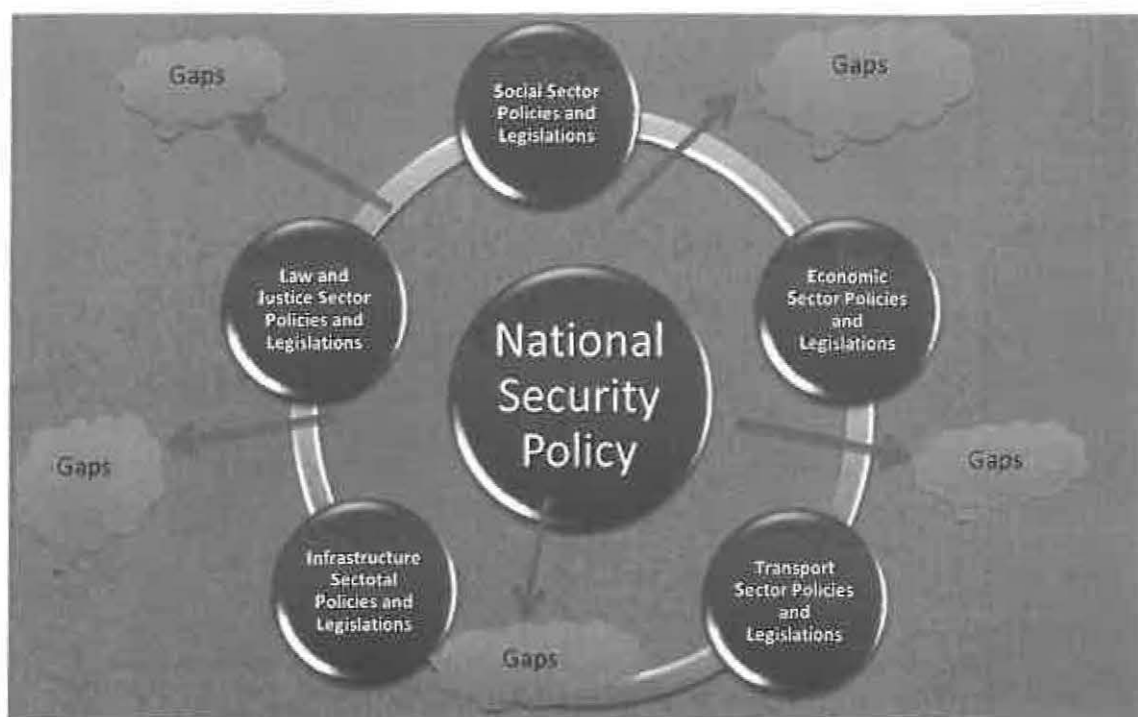 Gaps
Gaps
Social Sector
Policies and
Legislations
Law and
Justice Sector
Policies and
Legislations
Economic
Sector Policies
and
Legislations
National
Security
Policy
Gaps
Gaps
Infrastructure
Sectotal
Policies and
Legislations
Transport
Sector Policies
and
Legislations
Gaps